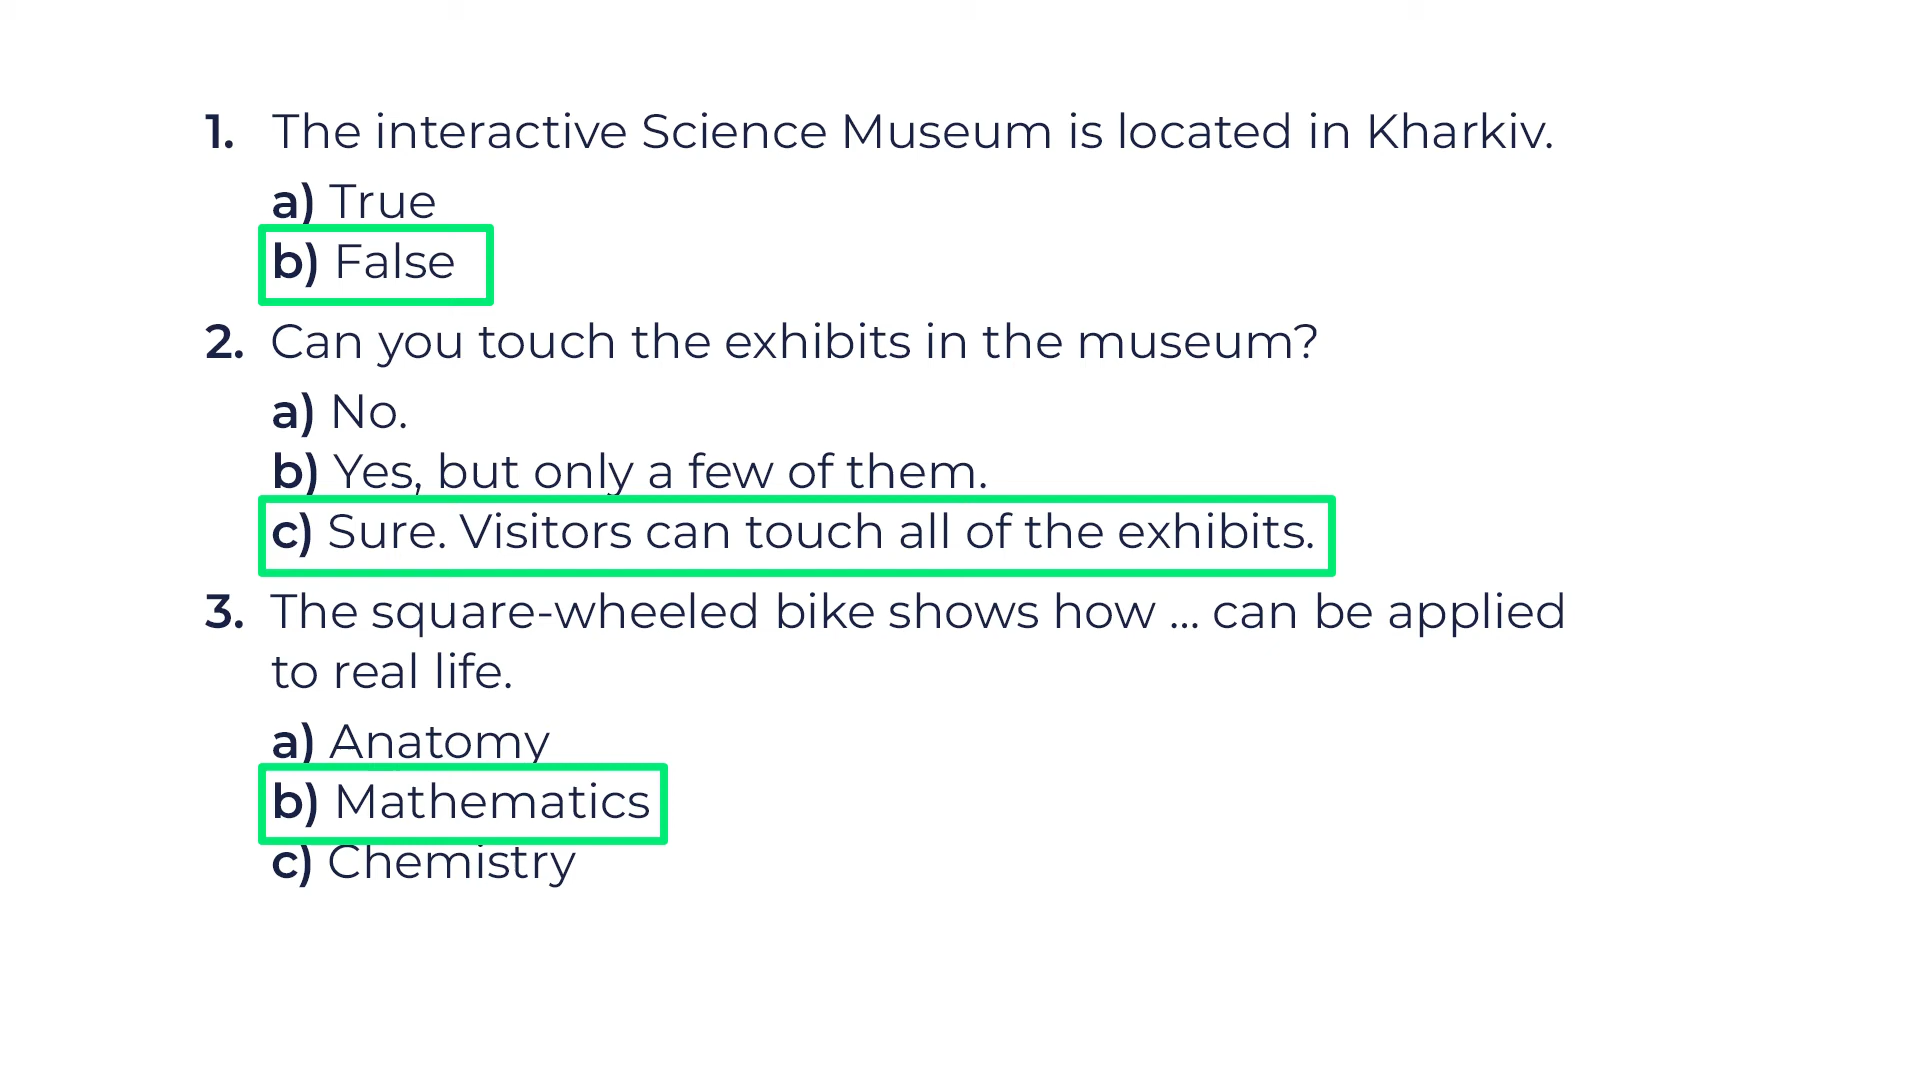 1. The interactive Science Museum is located in Kharkiv.
a) True
b) False
2. Can you touch the exhibits in the museum?
a) No.
b) Yes, but only a few of them.
c) Sure. Visitors can touch all of the exhibits.
3. The square-wheeled bike shows how ... can be applied
to real life.
a) Anatomy
b) Mathematics
c) Chemistry